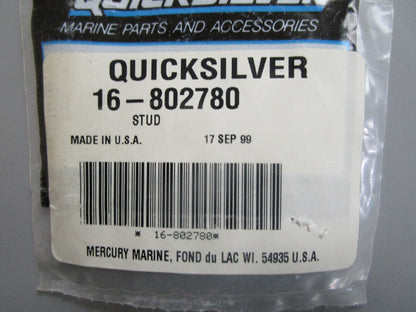 QUICKSILVER
MARINE PARTS AND ACCESSORIES
QUICKSILVER
16-802780
STUD
MADE IN U.S.A. 17 SEP 99
* 16-802780*
MERCURY MARINE, FOND du LAC WI. 54935 U.S.A.